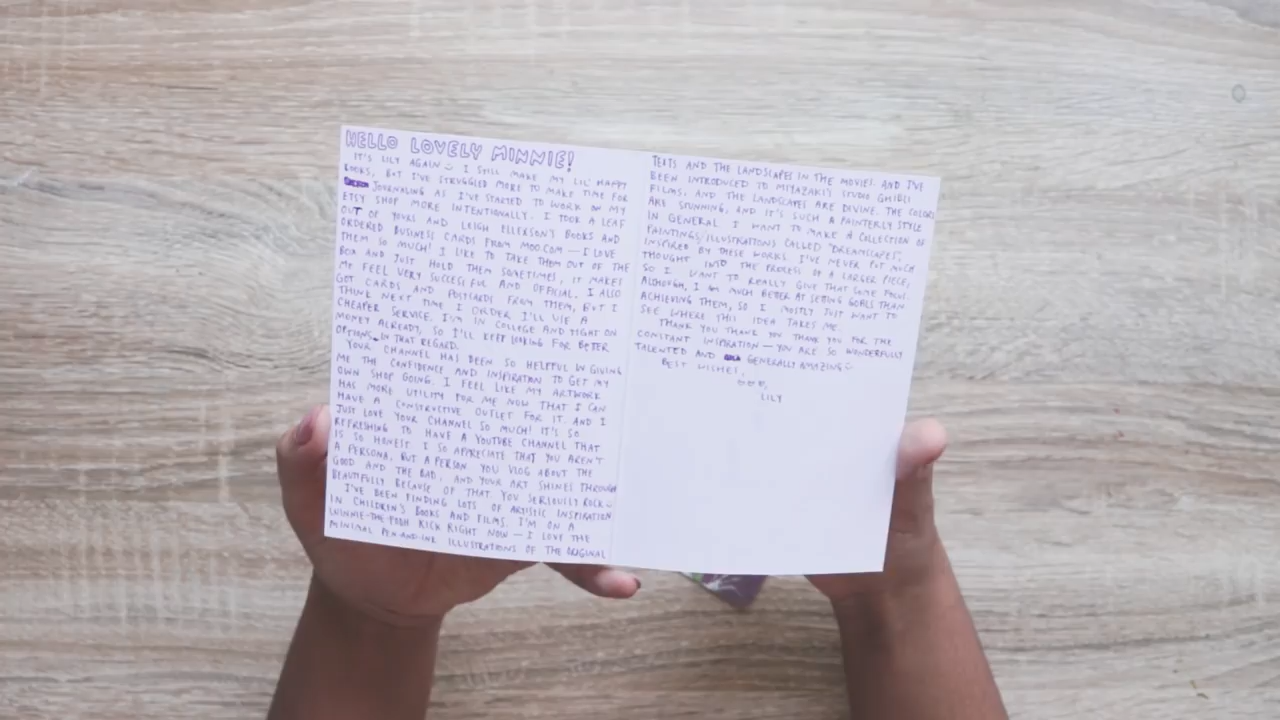 HELLO LOVELY MINNIE!
IT'S LILY AGAIN I STILL MAKE MY LIL' HAPPY
BOOKS, BUT I'VE STRUGGLED MORE TO MAKE TIME FOR
JOURNALING AS I'VE STARTED TO WORK ON MY
ETSY SHOP MORE INTENTIONALLY. I TOOK A LEAF
OUT OF YOURS AND LEIGH ELLEXSON'S BOOKS AND
ORDERED BUSINESS CARDS FROM MOO.COM — I LOVE
THEM SO MUCH! I LIKE TO TAKE THEM OUT OF THE
BOX AND JUST HOLD THEM SOMETIMES, IT MAKES
ME FEEL VERY SUCCESSFUL AND OFFICIAL. I ALSO
GOT CARDS AND POSTCARDS FROM THEM, BUT I
THINK NEXT TIME I ORDER I'LL USE A
CHEAPER SERVICE. I'M IN COLLEGE AND TIGHT ON
MONEY ALREADY, SO I'LL KEEP LOOKING FOR BETTER
OPTIONS IN THAT REGARD.
YOUR CHANNEL HAS BEEN SO HELPFUL IN GIVING
ME THE CONFIDENCE AND INSPIRATION TO GET MY
OWN SHOP GOING. I FEEL LIKE MY ARTWORK
HAS MORE UTILITY FOR ME NOW THAT I CAN
HAVE A CONSTRUCTIVE OUTLET FOR IT. AND I
JUST LOVE YOUR CHANNEL SO MUCH! IT'S SO
REFRESHING TO HAVE A YOUTUBE CHANNEL THAT
IS SO HONEST. I SO APPRECIATE THAT YOU AREN'T
A PERSONA, BUT A PERSON. YOU VLOG ABOUT THE
GOOD AND THE BAD, AND YOUR ART SHINES THROUGH
BEAUTIFULLY BECAUSE OF THAT. YOU SERIOUSLY ROCK
I'VE BEEN FINDING LOTS OF ARTISTIC INSPIRATION
IN CHILDREN'S BOOKS AND FILMS. I'M ON A
WINNIE-THE-POOH KICK RIGHT NOW — I LOVE THE
MINIMAL PEN-AND-INK ILLUSTRATIONS OF THE ORIGINAL
TEXTS AND THE LANDSCAPES IN THE MOVIES. AND I'VE
BEEN INTRODUCED TO MIYAZAKI'S STUDIO GHIBLI
FILMS, AND THE LANDSCAPES ARE DIVINE. THE COLORS
ARE STUNNING, AND IT'S SUCH A PAINTERLY STYLE
IN GENERAL. I WANT TO MAKE A COLLECTION OF
PAINTINGS/ILLUSTRATIONS CALLED "DREAMSCAPES",
INSPIRED BY THESE WORKS. I'VE NEVER PUT MUCH
THOUGHT INTO THE PROCESS OF A LARGER PIECE,
SO I WANT TO REALLY GIVE THAT SOME FOCUS.
ALTHOUGH, I AM MUCH BETTER AT SETTING GOALS THAN
ACHIEVING THEM, SO I MOSTLY JUST WANT TO
SEE WHERE THIS IDEA TAKES ME.
THANK YOU THANK YOU THANK YOU FOR THE
CONSTANT INSPIRATION — YOU ARE SO WONDERFULLY
TALENTED AND GENERALLY AMAZING
BEST WISHES,
LILY